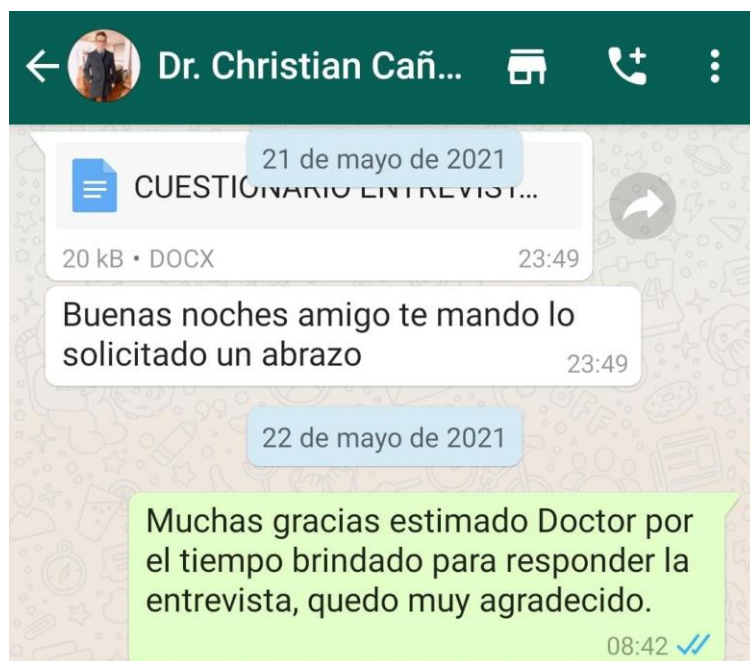 Dr. Christian Cañ...
21 de mayo de 2021
CUESTIONARIO ENTREVIST...
20 kB • DOCX 23:49
Buenas noches amigo te mando lo
solicitado un abrazo 23:49
22 de mayo de 2021
Muchas gracias estimado Doctor por
el tiempo brindado para responder la
entrevista, quedo muy agradecido.
08:42